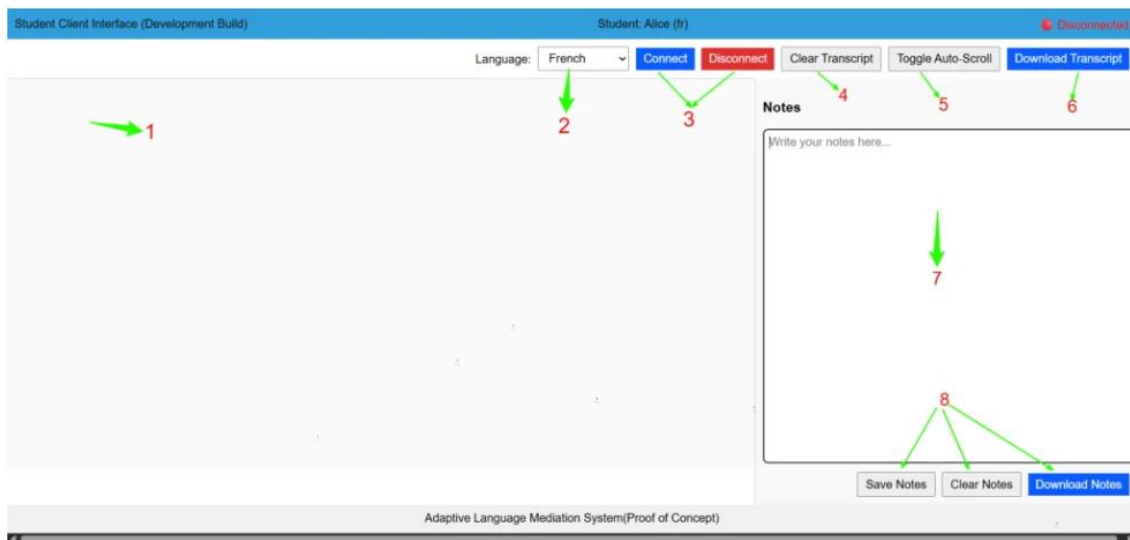 Student Client Interface (Development Build) Student: Alice (fr) Disconnected
Language: French Connect Disconnect Clear Transcript Toggle Auto-Scroll Download Transcript
1
2
3
4
5
6
Notes
Write your notes here...
7
8
Save Notes Clear Notes Download Notes
Adaptive Language Mediation System(Proof of Concept)